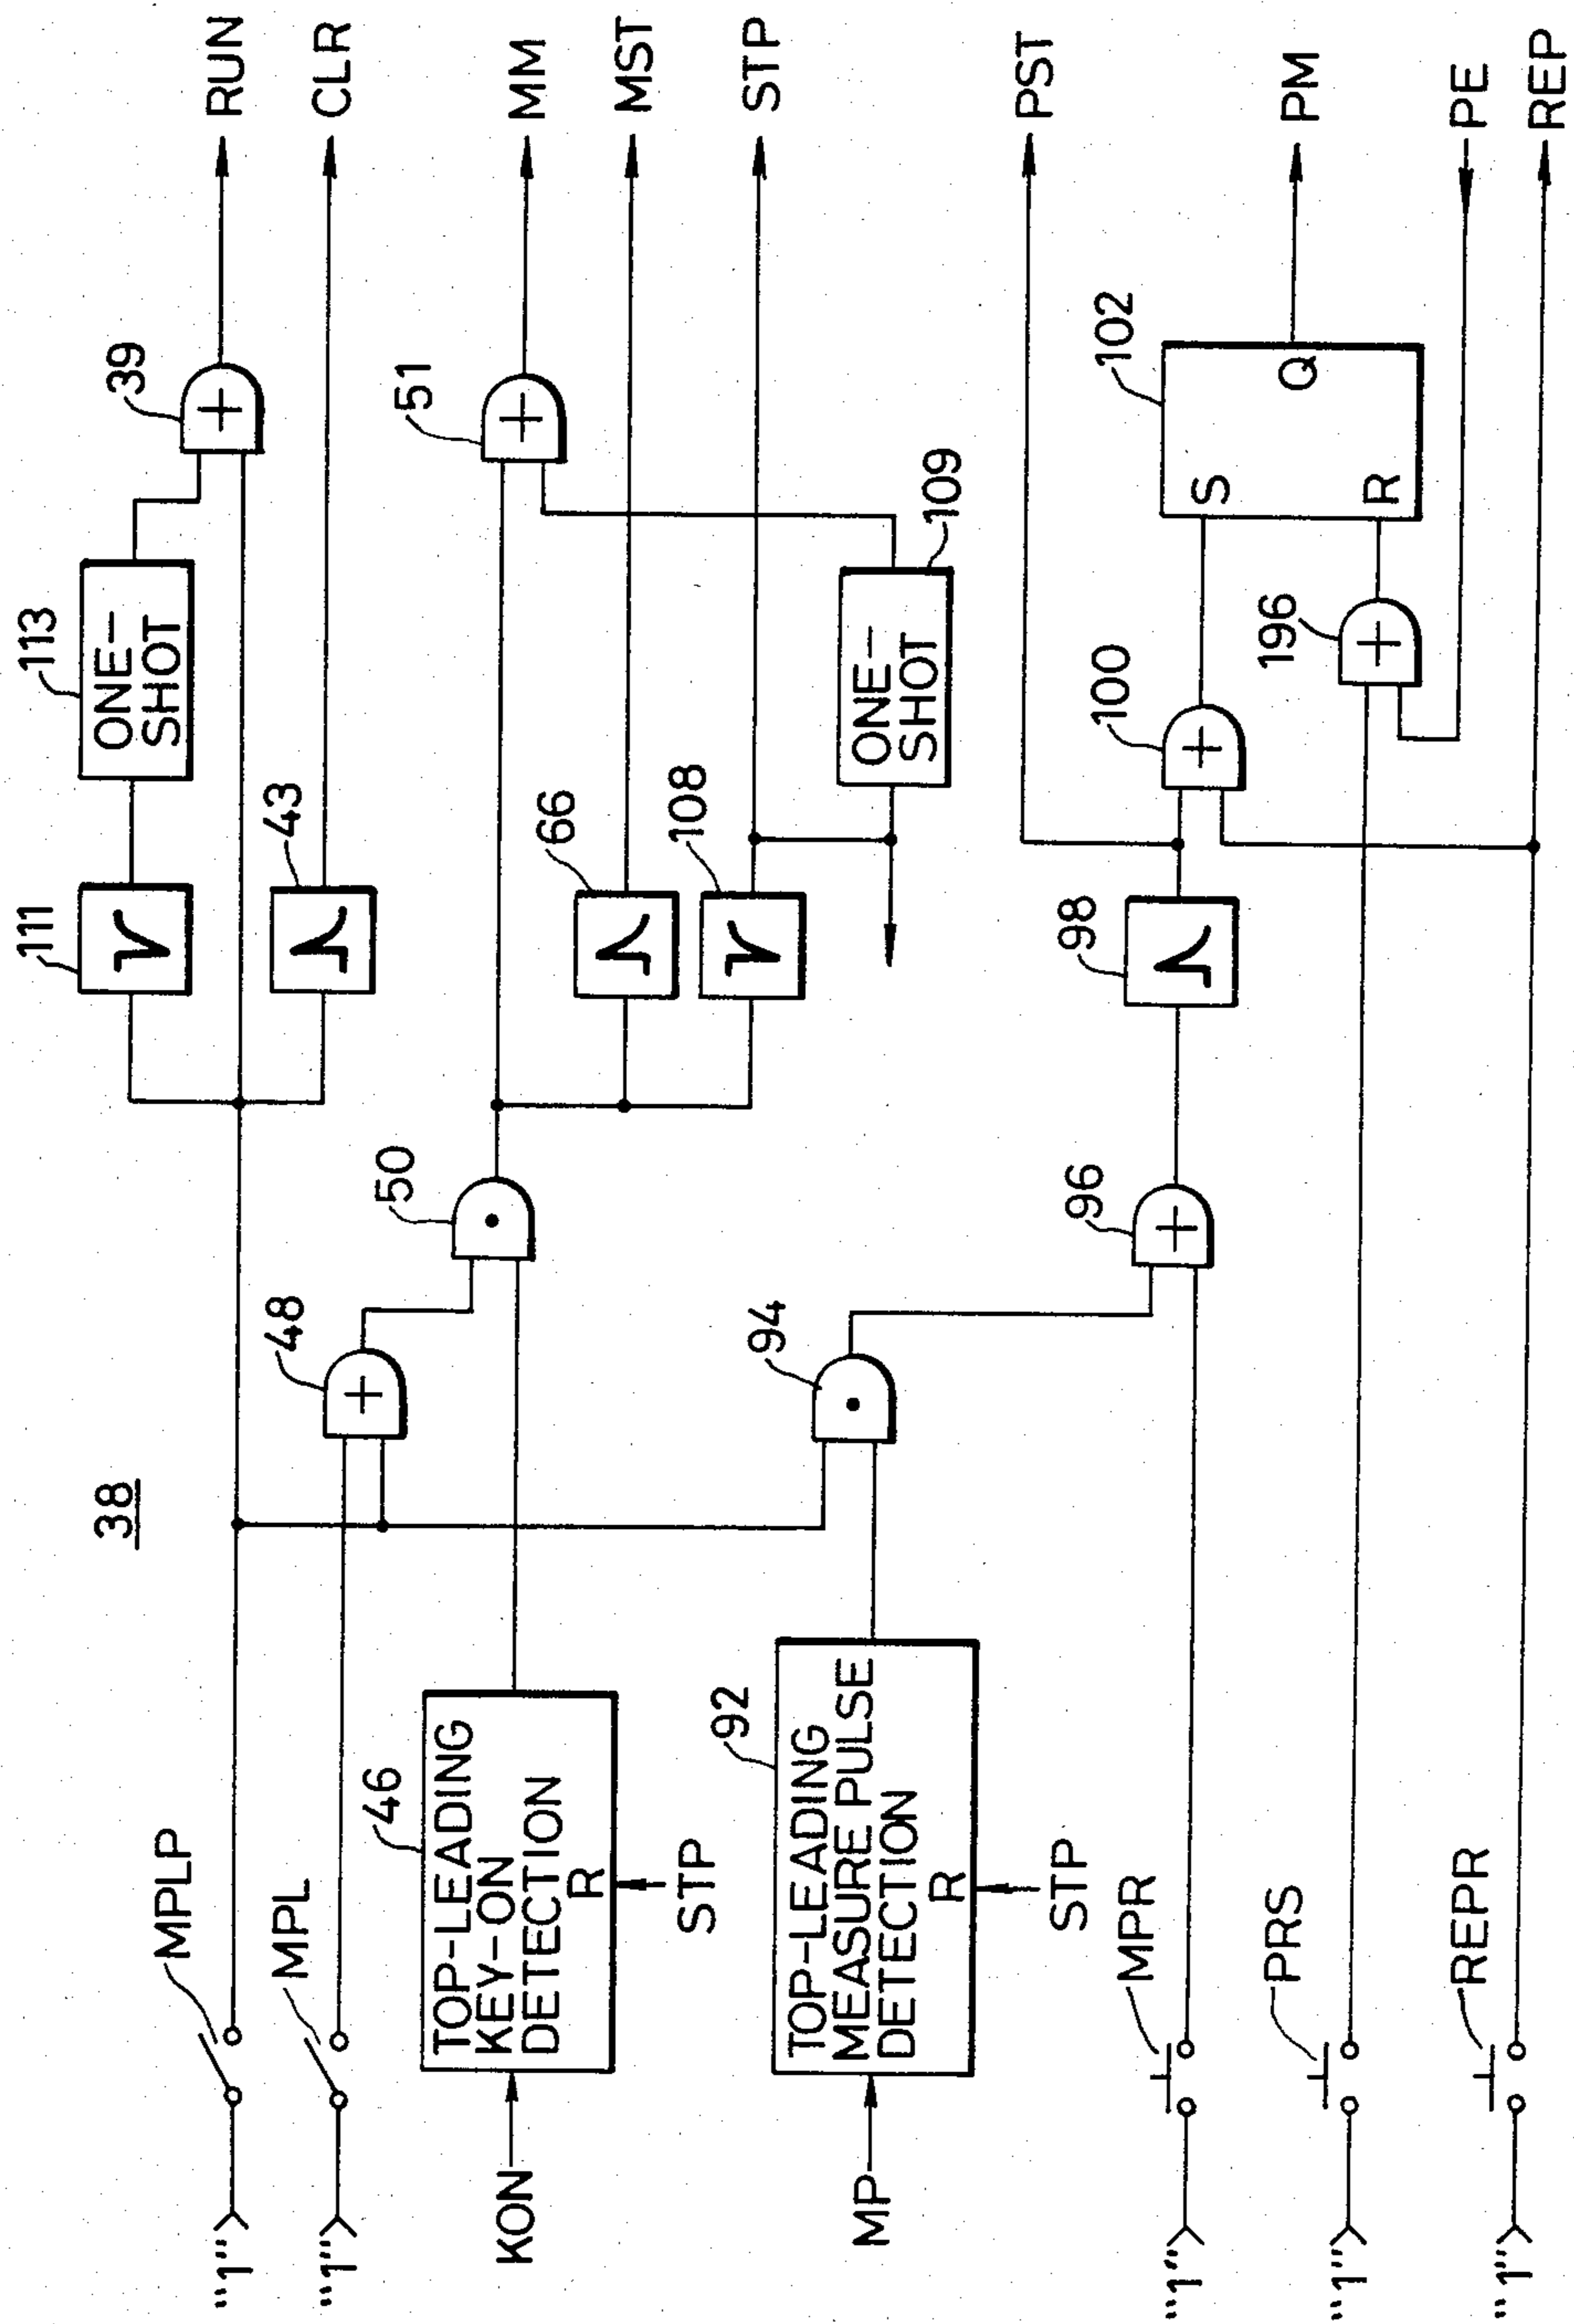 38
"1"
MPLP
111
113
ONE-
SHOT
39
RUN
43
CLR
"1"
MPL
48
50
51
MM
KON
46
TOP-LEADING
KEY-ON
DETECTION
R
STP
66
MST
108
STP
ONE-
SHOT
109
MP
92
TOP-LEADING
MEASURE PULSE
DETECTION
R
STP
94
"1"
MPR
96
98
PST
100
102
S
R
Q
PM
"1"
PRS
196
PE
"1"
REPR
REP